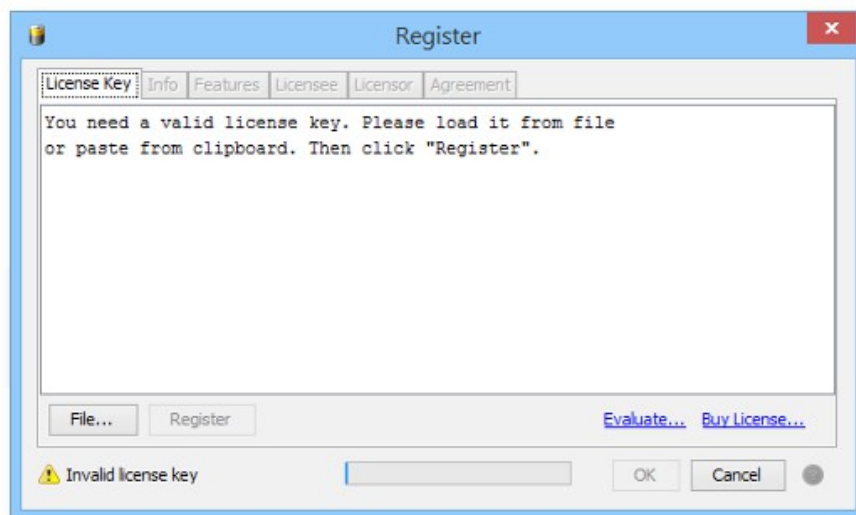 Register
License Key Info Features Licensee Licensor Agreement
You need a valid license key. Please load it from file
or paste from clipboard. Then click "Register".
File... Register Evaluate... Buy License...
Invalid license key OK Cancel